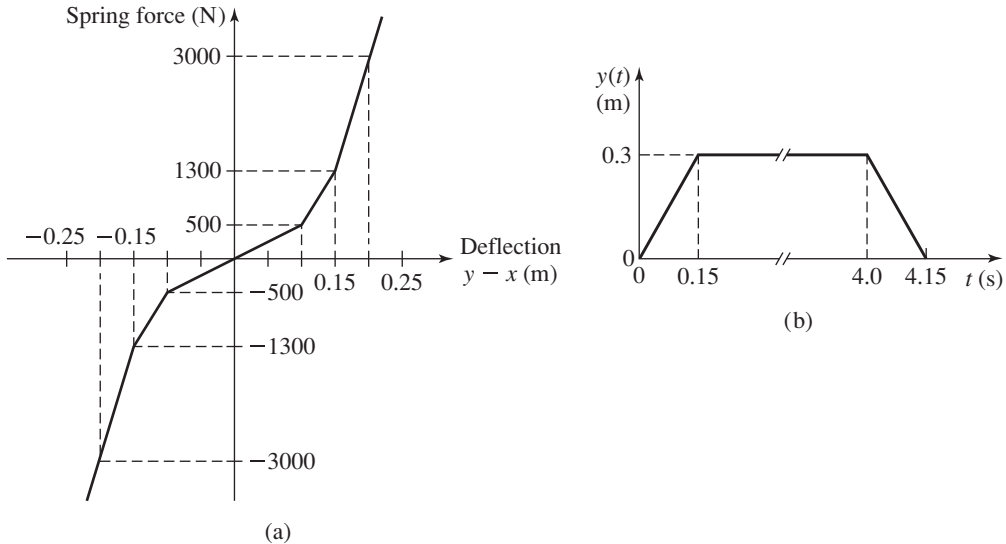 Spring force (N)
3000
1300
500
−0.25 −0.15
Deflection
y − x (m)
0.15 0.25
−500
−1300
−3000
(a)
y(t)
(m)
0.3
0
0 0.15 4.0 4.15 t (s)
(b)